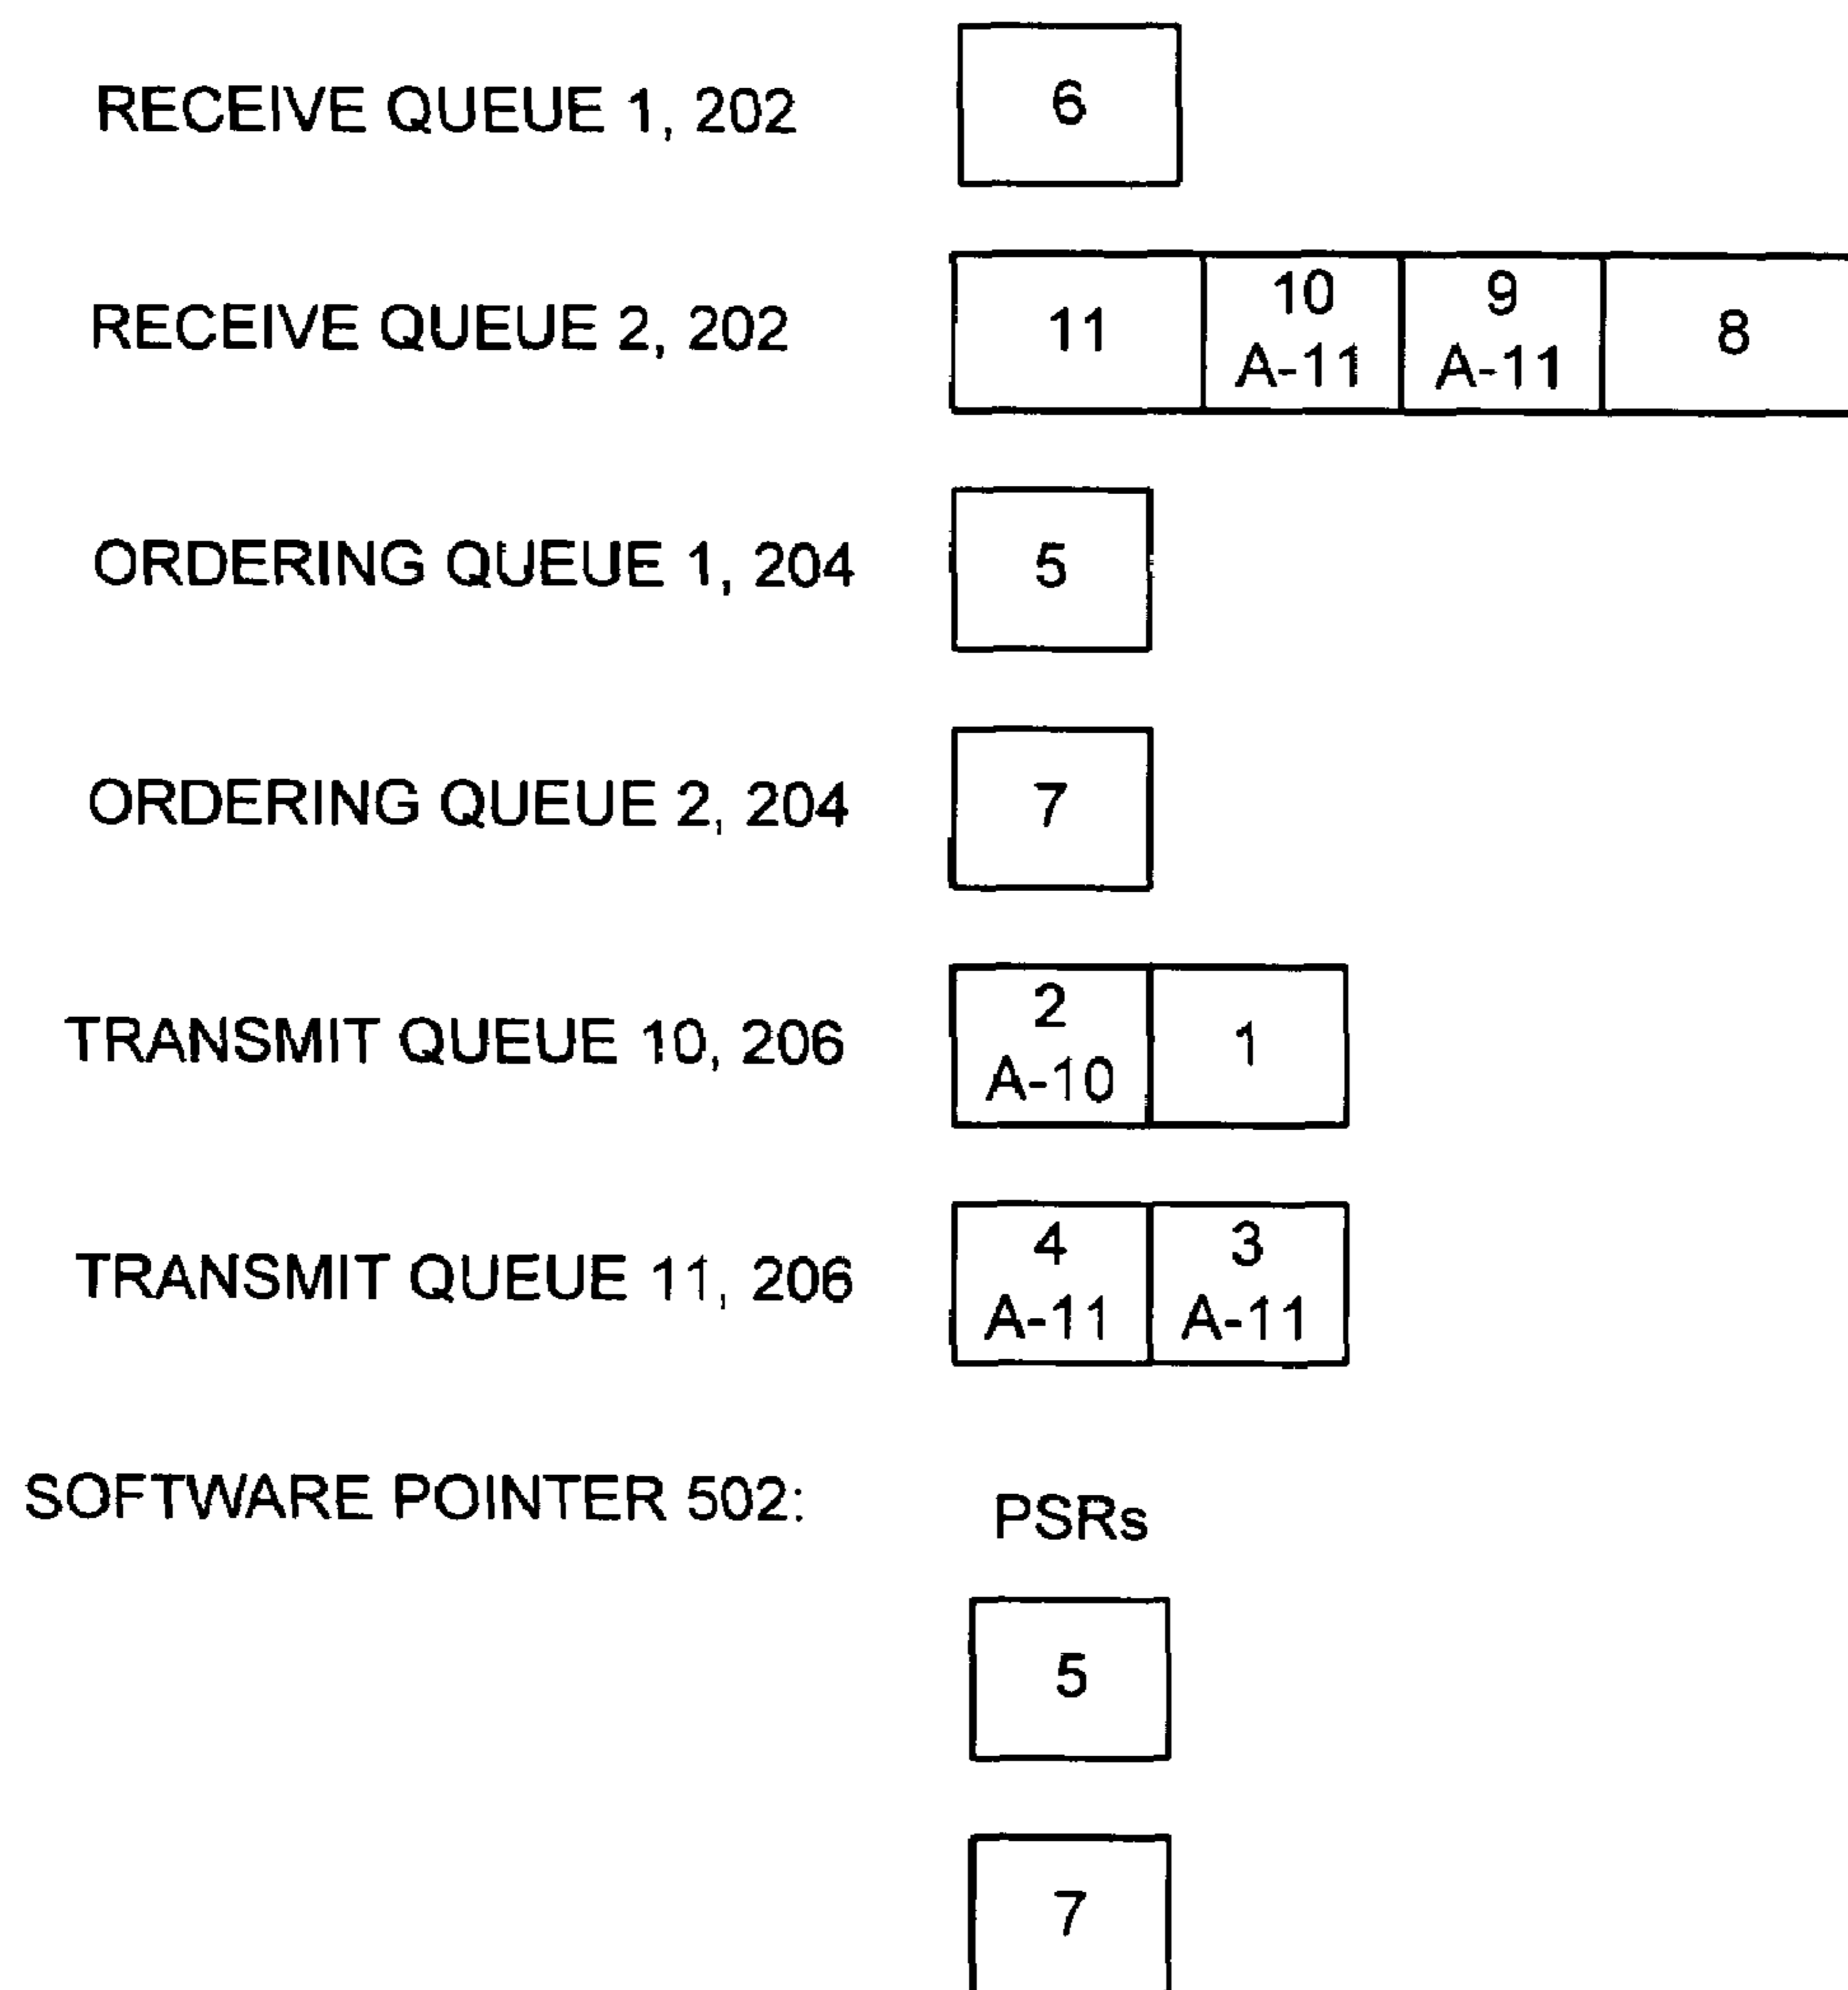 RECEIVE QUEUE 1, 202
6
RECEIVE QUEUE 2, 202
11
10
A-11
9
A-11
8
ORDERING QUEUE 1, 204
5
ORDERING QUEUE 2, 204
7
TRANSMIT QUEUE 10, 206
2
A-10
1
TRANSMIT QUEUE 11, 206
4
A-11
3
A-11
SOFTWARE POINTER 502:
PSRs
5
7